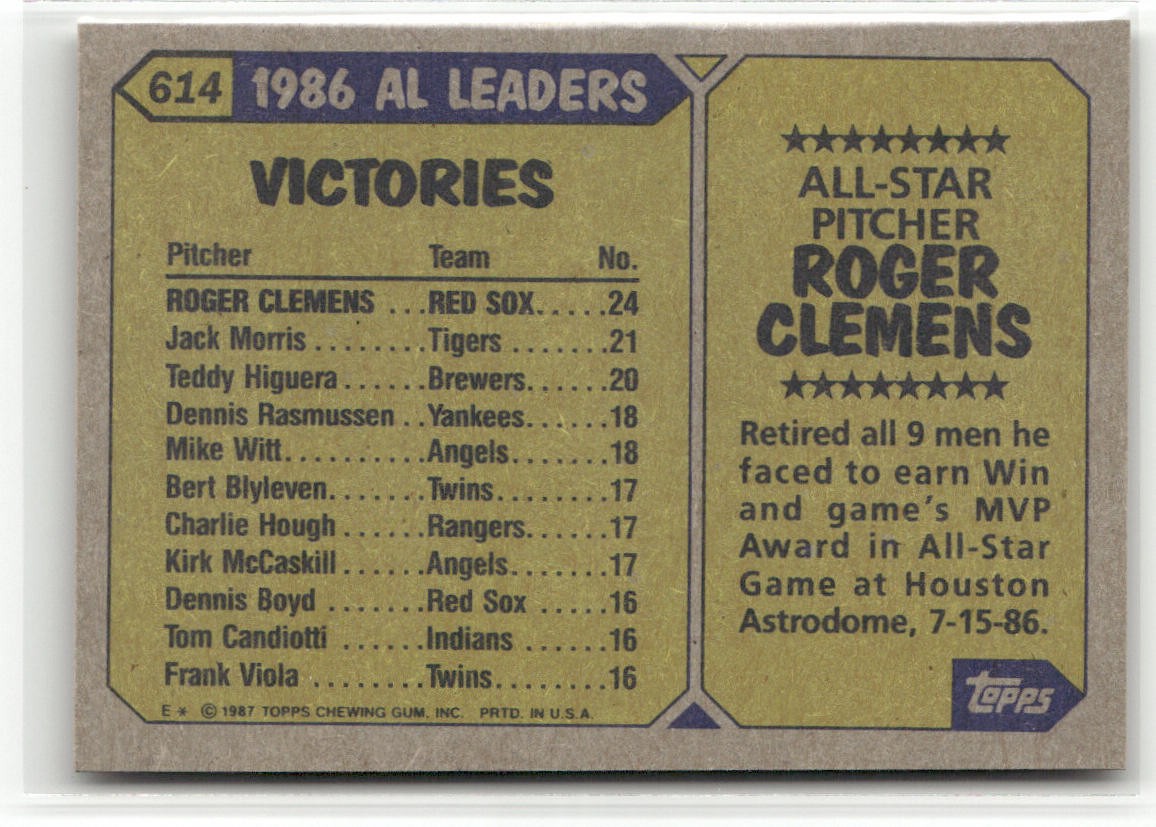 614 1986 AL LEADERS
VICTORIES
Pitcher Team No.
ROGER CLEMENS ...RED SOX.....24
Jack Morris ........Tigers .......21
Teddy Higuera......Brewers......20
Dennis Rasmussen ..Yankees......18
Mike Witt..........Angels.......18
Bert Blyleven.......Twins........17
Charlie Hough ......Rangers......17
Kirk McCaskill ......Angels.......17
Dennis Boyd .......Red Sox .....16
Tom Candiotti ......Indians ......16
Frank Viola ........Twins........16
E * © 1987 TOPPS CHEWING GUM, INC. PRTD. IN U.S.A.
★★★★★★★★
ALL-STAR
PITCHER
ROGER
CLEMENS
★★★★★★★★
Retired all 9 men he
faced to earn Win
and game's MVP
Award in All-Star
Game at Houston
Astrodome, 7-15-86.
topps